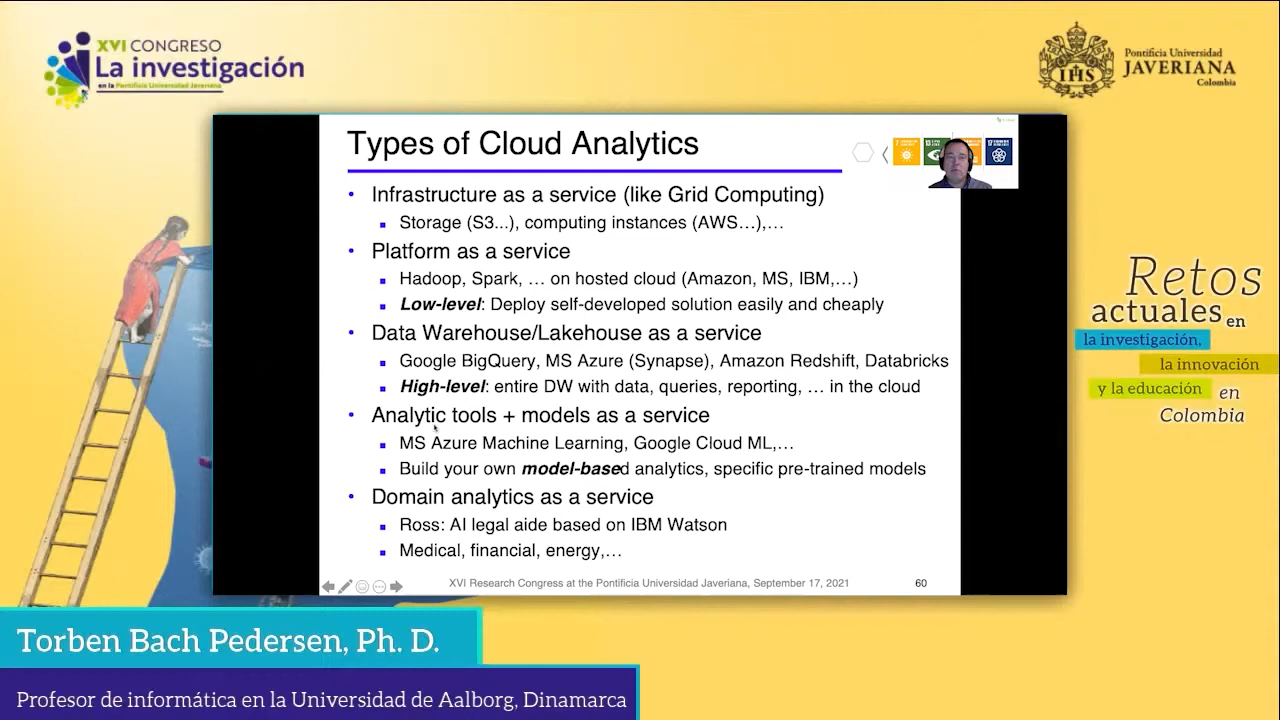 XVI CONGRESO
La investigación
en la Pontificia Universidad Javeriana
IHS
Pontificia Universidad
JAVERIANA
Colombia
Types of Cloud Analytics
• Infrastructure as a service (like Grid Computing)
▪ Storage (S3...), computing instances (AWS…),…
• Platform as a service
▪ Hadoop, Spark, … on hosted cloud (Amazon, MS, IBM,…)
▪ Low-level: Deploy self-developed solution easily and cheaply
• Data Warehouse/Lakehouse as a service
▪ Google BigQuery, MS Azure (Synapse), Amazon Redshift, Databricks
▪ High-level: entire DW with data, queries, reporting, … in the cloud
• Analytic tools + models as a service
▪ MS Azure Machine Learning, Google Cloud ML,…
▪ Build your own model-based analytics, specific pre-trained models
• Domain analytics as a service
▪ Ross: AI legal aide based on IBM Watson
▪ Medical, financial, energy,…
XVI Research Congress at the Pontificia Universidad Javeriana, September 17, 2021
60
Retos
actuales en
la investigación,
la innovación
y la educación en
Colombia
Torben Bach Pedersen, Ph. D.
Profesor de informática en la Universidad de Aalborg, Dinamarca